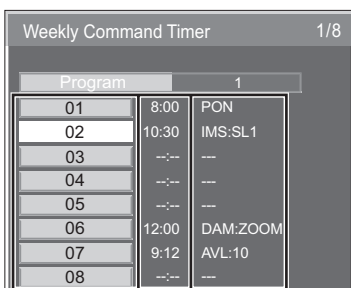 Weekly Command Timer 1/8
Program 1
01 8:00 PON
02 10:30 IMS:SL1
03 --:-- ---
04 --:-- ---
05 --:-- ---
06 12:00 DAM:ZOOM
07 9:12 AVL:10
08 --:-- ---